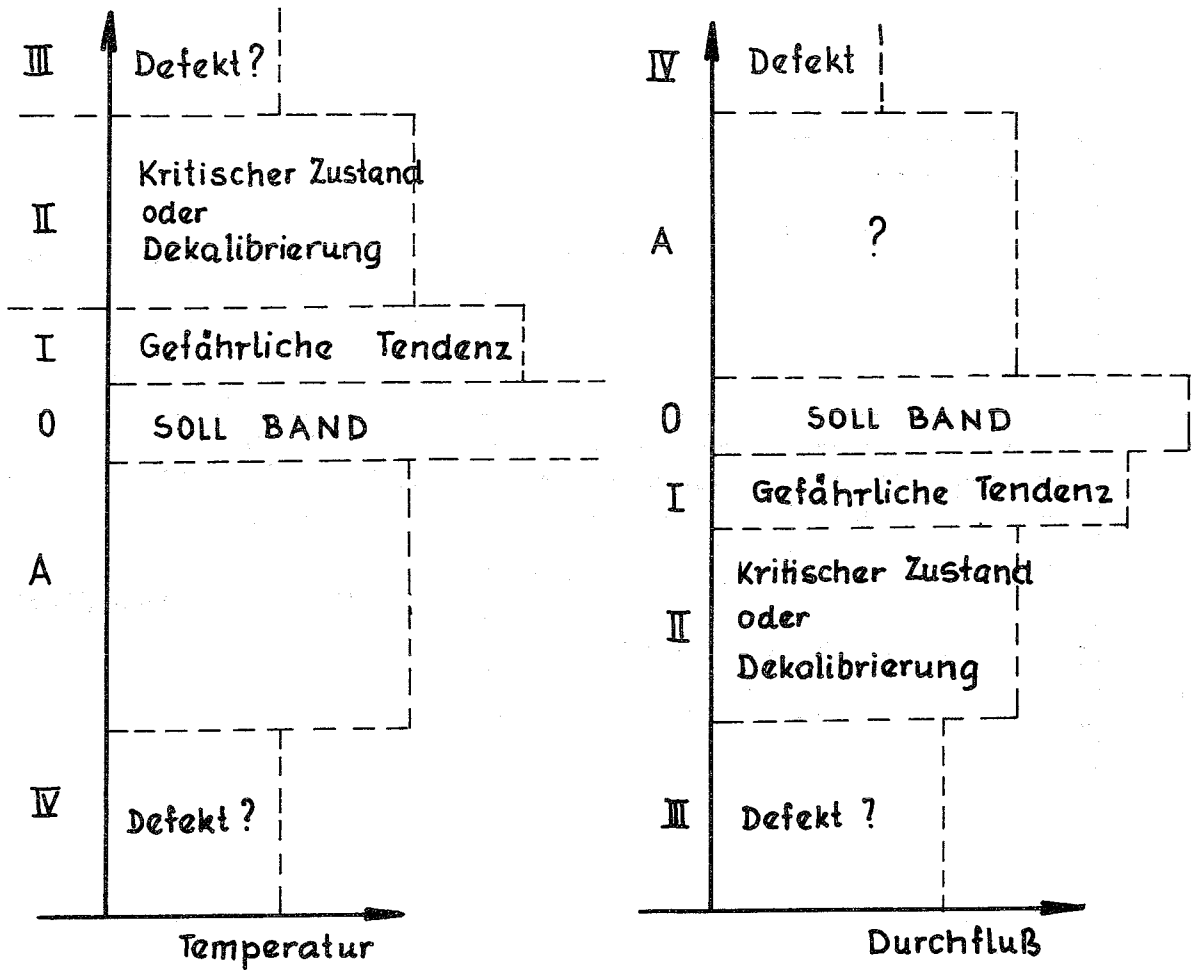 III
Defekt?
II
Kritischer Zustand
oder
Dekalibrierung
I
Gefährliche Tendenz
0
SOLL BAND
A
IV
Defekt ?
Temperatur
IV
Defekt
A
?
0
SOLL BAND
I
Gefährliche Tendenz
II
Kritischer Zustand
oder
Dekalibrierung
III
Defekt ?
Durchfluß